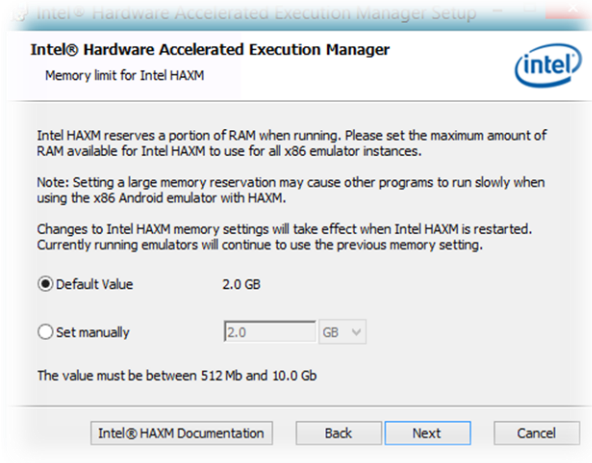 Intel® Hardware Accelerated Execution Manager Setup
Intel® Hardware Accelerated Execution Manager
Memory limit for Intel HAXM
intel
Intel HAXM reserves a portion of RAM when running. Please set the maximum amount of
RAM available for Intel HAXM to use for all x86 emulator instances.
Note: Setting a large memory reservation may cause other programs to run slowly when
using the x86 Android emulator with HAXM.
Changes to Intel HAXM memory settings will take effect when Intel HAXM is restarted.
Currently running emulators will continue to use the previous memory setting.
Default Value 2.0 GB
Set manually 2.0 GB
The value must be between 512 Mb and 10.0 Gb
Intel® HAXM Documentation Back Next Cancel